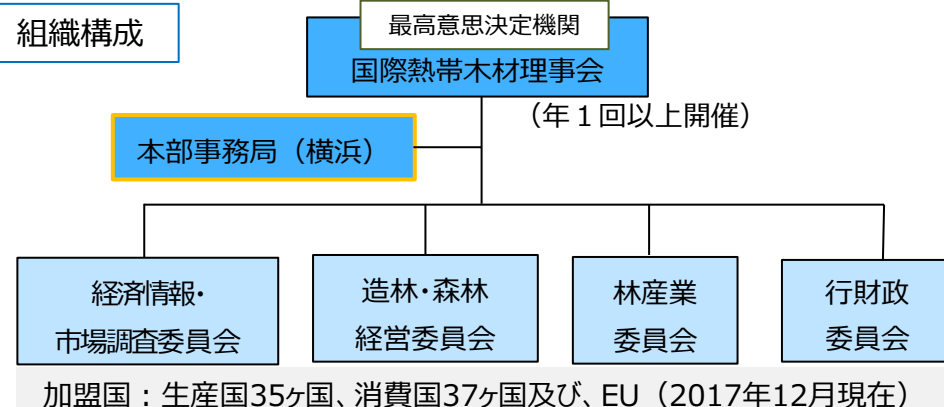 組織構成
最高意思決定機関
国際熱帯木材理事会
（年１回以上開催）
本部事務局（横浜）
経済情報・
市場調査委員会
造林・森林
経営委員会
林産業
委員会
行財政
委員会
加盟国：生産国35ヶ国、消費国37ヶ国及び、EU（2017年12月現在）